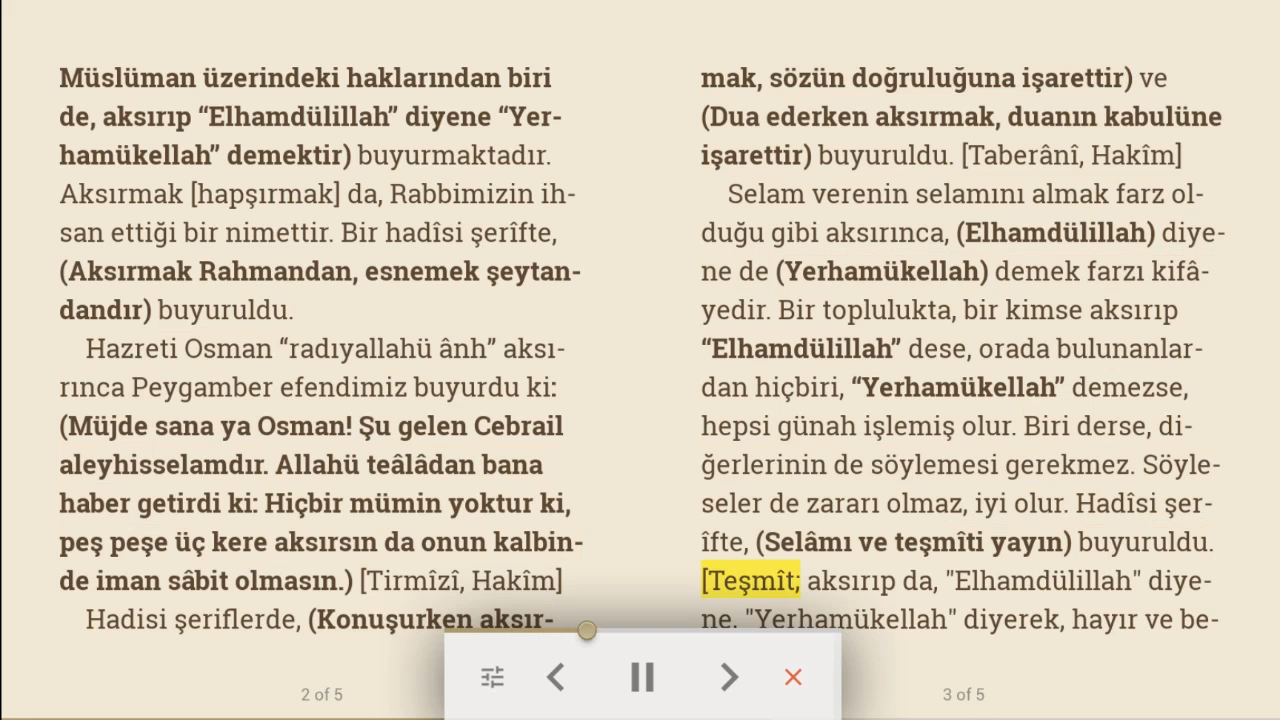 Müslüman üzerindeki haklarından biri
de, aksırıp “Elhamdülillah” diyene “Yer-
hamükellah” demektir) buyurmaktadır.
Aksırmak [hapşırmak] da, Rabbimizin ih-
san ettiği bir nimettir. Bir hadîsi şerîfte,
(Aksırmak Rahmandan, esnemek şeytan-
dandır) buyuruldu.
Hazreti Osman “radıyallahü ânh” aksı-
rınca Peygamber efendimiz buyurdu ki:
(Müjde sana ya Osman! Şu gelen Cebrail
aleyhisselamdır. Allahü teâlâdan bana
haber getirdi ki: Hiçbir mümin yoktur ki,
peş peşe üç kere aksırsın da onun kalbin-
de iman sâbit olmasın.) [Tirmîzî, Hakîm]
Hadisi şeriflerde, (Konuşurken aksır-
2 of 5
mak, sözün doğruluğuna işarettir) ve
(Dua ederken aksırmak, duanın kabulüne
işarettir) buyuruldu. [Taberânî, Hakîm]
Selam verenin selamını almak farz ol-
duğu gibi aksırınca, (Elhamdülillah) diye-
ne de (Yerhamükellah) demek farzı kifâ-
yedir. Bir toplulukta, bir kimse aksırıp
“Elhamdülillah” dese, orada bulunanlar-
dan hiçbiri, “Yerhamükellah” demezse,
hepsi günah işlemiş olur. Biri derse, di-
ğerlerinin de söylemesi gerekmez. Söyle-
seler de zararı olmaz, iyi olur. Hadîsi şer-
îfte, (Selâmı ve teşmîti yayın) buyuruldu.
[Teşmît; aksırıp da, "Elhamdülillah" diye-
ne. "Yerhamükellah" diyerek, hayır ve be-
3 of 5